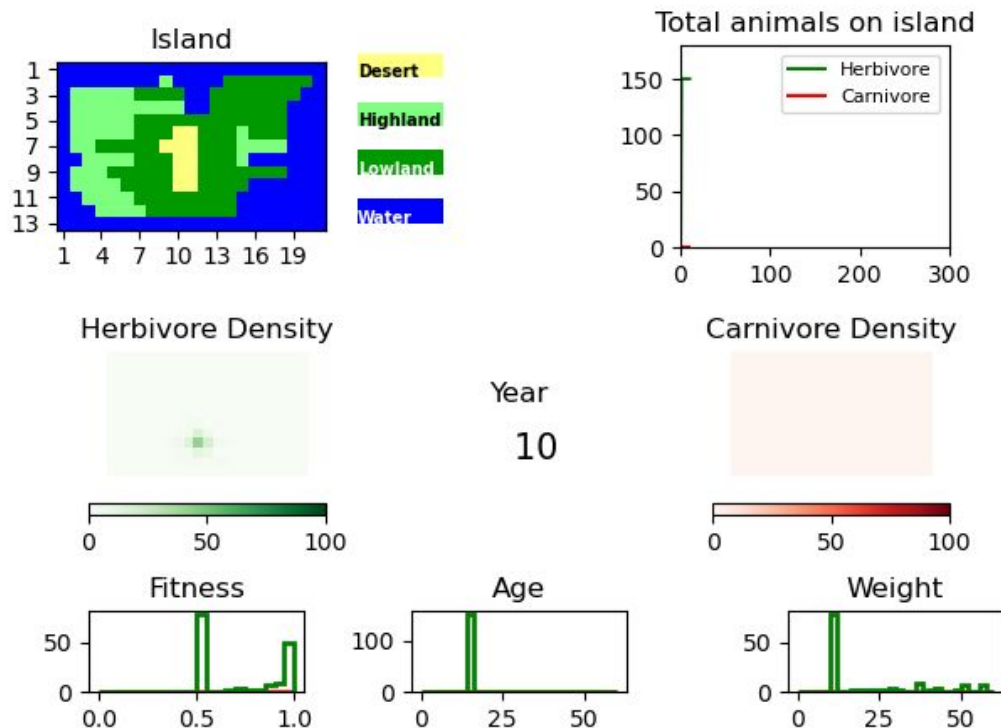 Island
1
3
5
7
9
11
13
1 4 7 10 13 16 19
Desert
Highland
Lowland
Water
Total animals on island
150
100
50
0
0 100 200 300
Herbivore
Carnivore
Herbivore Density
0 50 100
Year
10
Carnivore Density
0 50 100
Fitness
50
0
0.0 0.5 1.0
Age
100
0
0 25 50
Weight
50
0
0 25 50